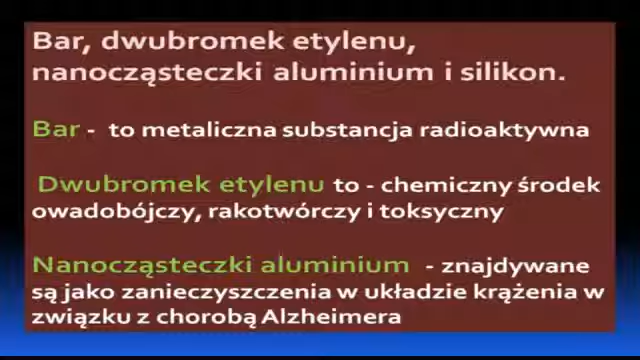 Bar, dwubromek etylenu,
nanocząsteczki aluminium i silikon.
Bar - to metaliczna substancja radioaktywna
Dwubromek etylenu to - chemiczny środek
owadobójczy, rakotwórczy i toksyczny
Nanocząsteczki aluminium - znajdywane
są jako zanieczyszczenia w układzie krążenia w
związku z chorobą Alzheimera